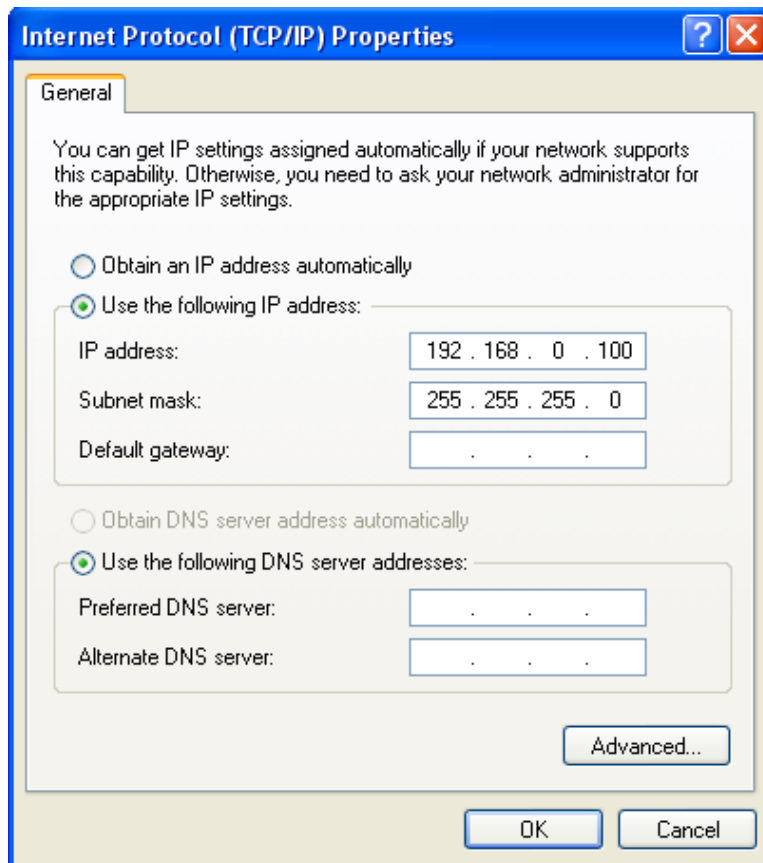 Internet Protocol (TCP/IP) Properties
General
You can get IP settings assigned automatically if your network supports
this capability. Otherwise, you need to ask your network administrator for
the appropriate IP settings.
Obtain an IP address automatically
Use the following IP address:
IP address: 192 . 168 . 0 . 100
Subnet mask: 255 . 255 . 255 . 0
Default gateway: . . .
Obtain DNS server address automatically
Use the following DNS server addresses:
Preferred DNS server: . . .
Alternate DNS server: . . .
Advanced...
OK Cancel